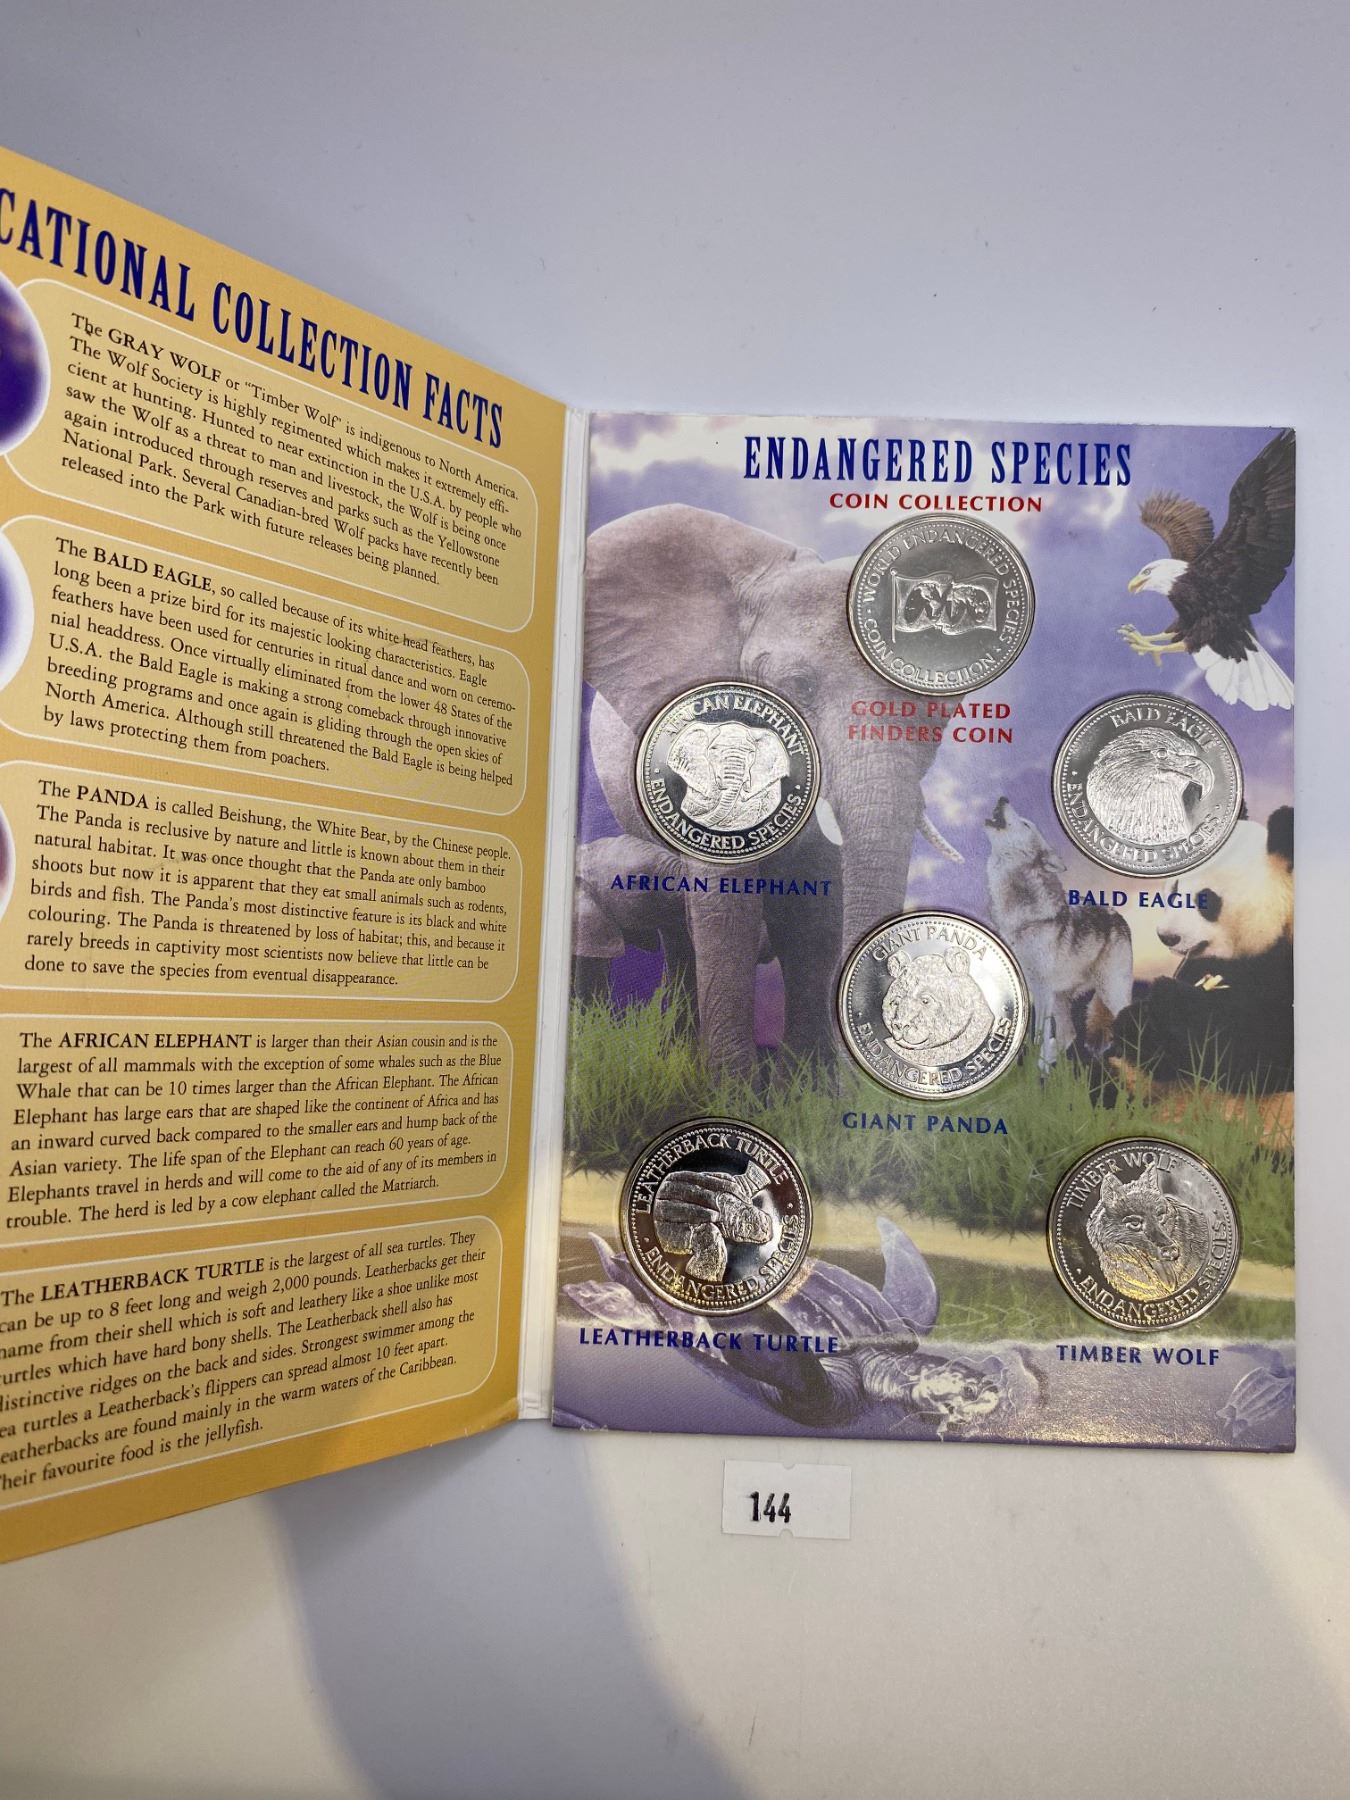 CATIONAL COLLECTION FACTS
The GRAY WOLF or "Timber Wolf" is indigenous to North America.
The Wolf Society is highly regimented which makes it extremely effi-
cient at hunting. Hunted to near extinction in the U.S.A. by people who
saw the Wolf as a threat to man and livestock, the Wolf is being once
again introduced through reserves and parks such as the Yellowstone
National Park. Several Canadian-bred Wolf packs have recently been
released into the Park with future releases being planned.
The BALD EAGLE, so called because of its white head feathers, has
long been a prize bird for its majestic looking characteristics. Eagle
feathers have been used for centuries in ritual dance and worn on ceremo-
nial headdress. Once virtually eliminated from the lower 48 States of the
U.S.A. the Bald Eagle is making a strong comeback through innovative
breeding programs and once again is gliding through the open skies of
North America. Although still threatened the Bald Eagle is being helped
by laws protecting them from poachers.
The PANDA is called Beishung, the White Bear, by the Chinese people.
The Panda is reclusive by nature and little is known about them in their
natural habitat. It was once thought that the Panda ate only bamboo
shoots but now it is apparent that they eat small animals such as rodents,
birds and fish. The Panda's most distinctive feature is its black and white
colouring. The Panda is threatened by loss of habitat; this, and because it
rarely breeds in captivity most scientists now believe that little can be
done to save the species from eventual disappearance.
The AFRICAN ELEPHANT is larger than their Asian cousin and is the
largest of all mammals with the exception of some whales such as the Blue
Whale that can be 10 times larger than the African Elephant. The African
Elephant has large ears that are shaped like the continent of Africa and has
an inward curved back compared to the smaller ears and hump back of the
Asian variety. The life span of the Elephant can reach 60 years of age.
Elephants travel in herds and will come to the aid of any of its members in
trouble. The herd is led by a cow elephant called the Matriarch.
The LEATHERBACK TURTLE is the largest of all sea turtles. They
can be up to 8 feet long and weigh 2,000 pounds. Leatherbacks get their
name from their shell which is soft and leathery like a shoe unlike most
turtles which have hard bony shells. The Leatherback shell also has
distinctive ridges on the back and sides. Strongest swimmer among the
ea turtles a Leatherback's flippers can spread almost 10 feet apart.
eatherbacks are found mainly in the warm waters of the Caribbean.
heir favourite food is the jellyfish.
ENDANGERED SPECIES
COIN COLLECTION
WORLD ENDANGERED SPECIES
COIN COLLECTION
GOLD PLATED
FINDERS COIN
AFRICAN ELEPHANT
ENDANGERED SPECIES
AFRICAN ELEPHANT
BALD EAGLE
ENDANGERED SPECIES
BALD EAGLE
GIANT PANDA
ENDANGERED SPECIES
GIANT PANDA
LEATHERBACK TURTLE
ENDANGERED SPECIES
LEATHERBACK TURTLE
TIMBER WOLF
ENDANGERED SPECIES
TIMBER WOLF
144